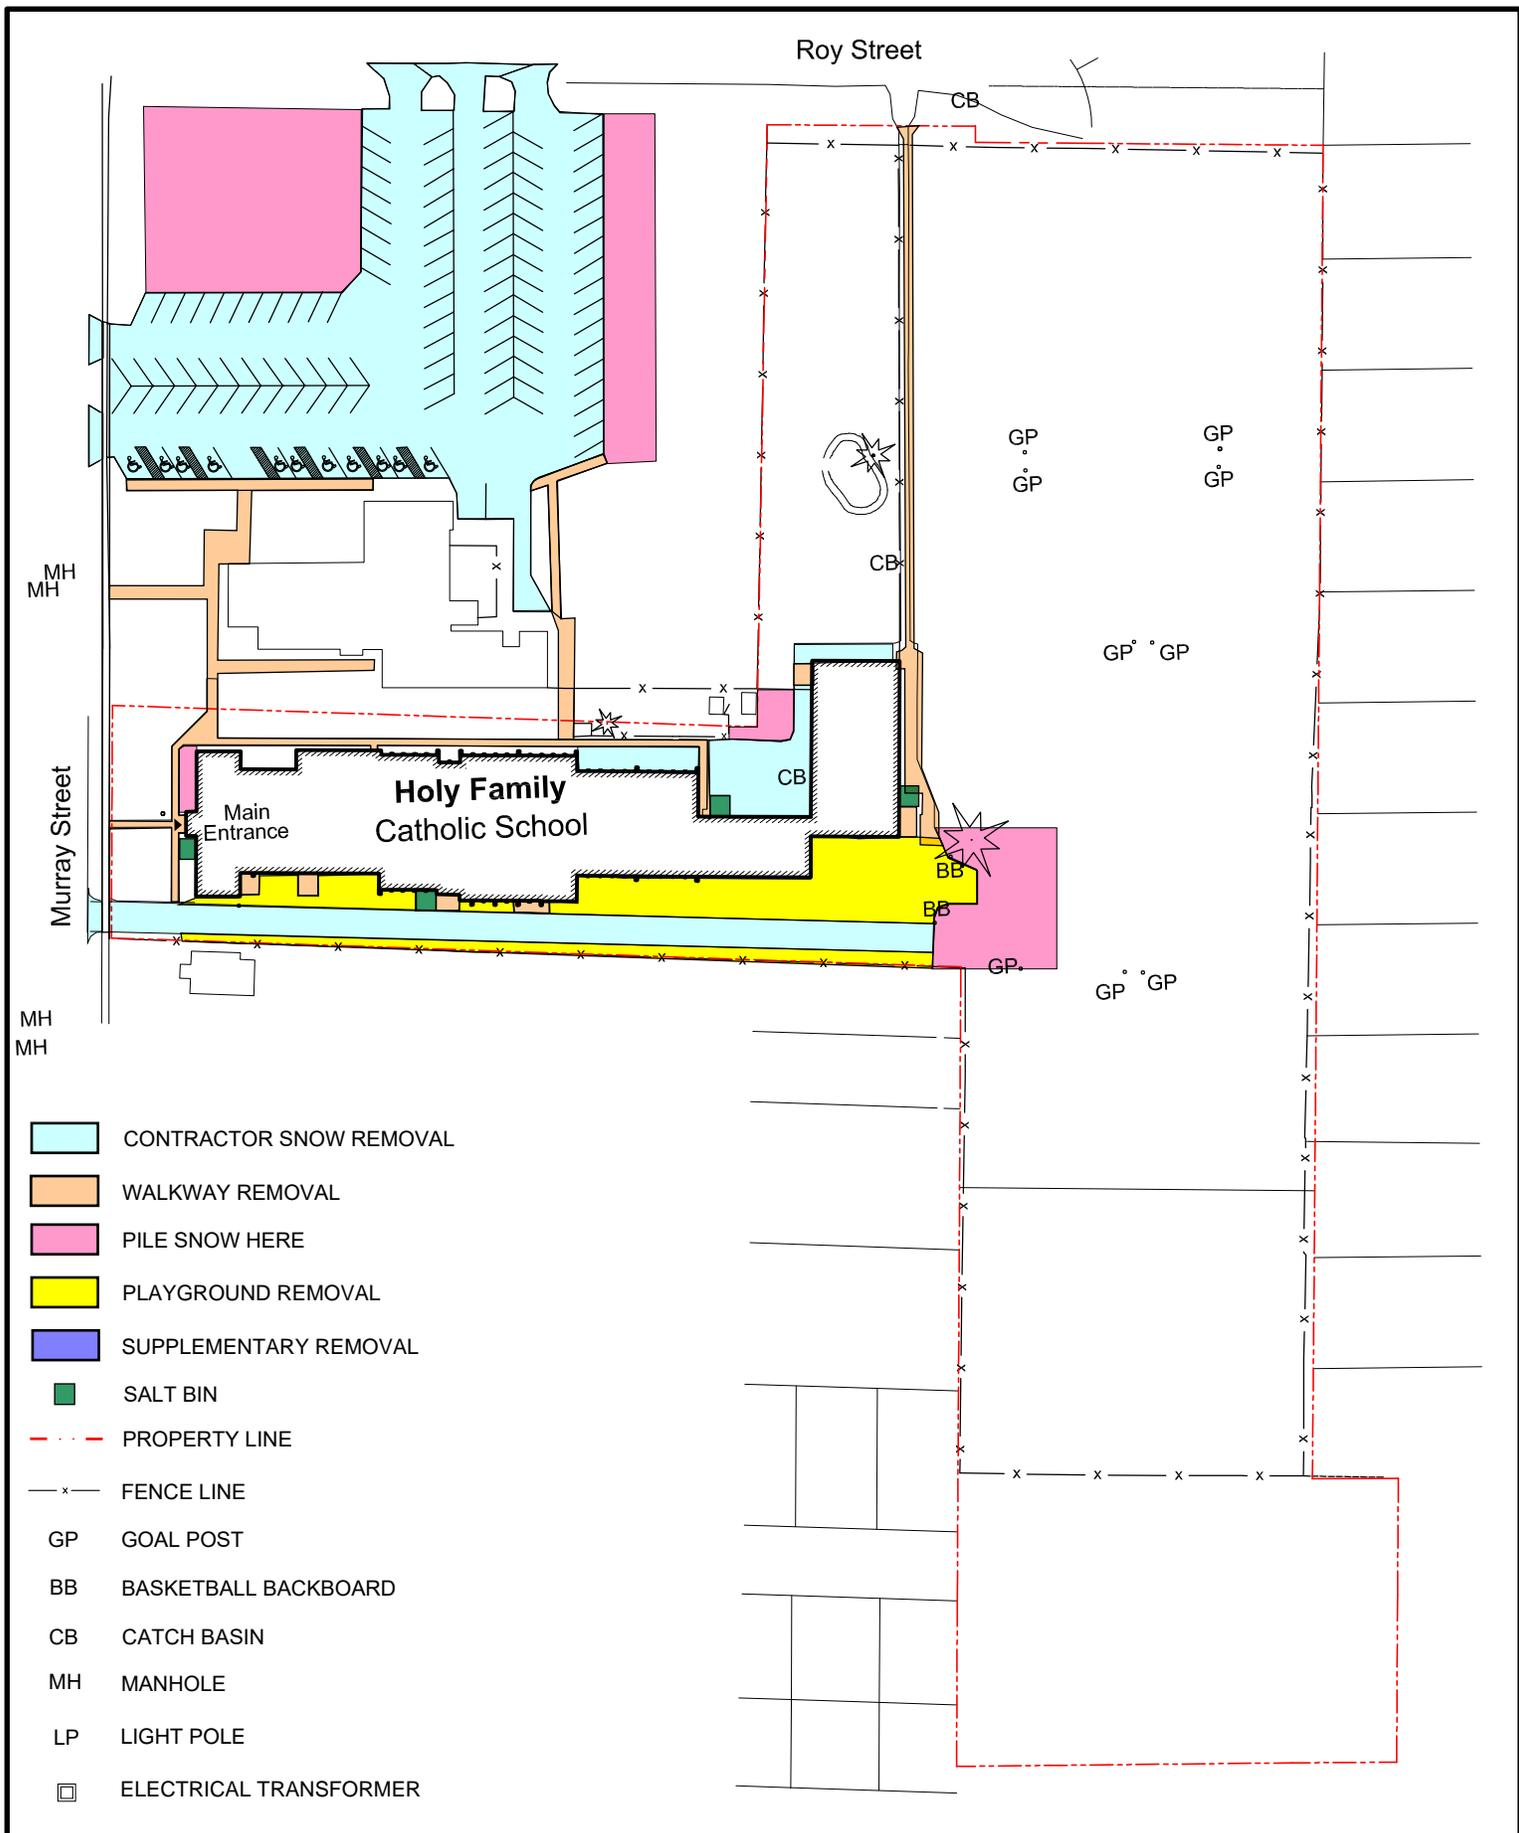 Roy Street
CB
GP
GP
GP
GP
CB
MH
MH
GP
GP
Murray Street
Holy Family
Catholic School
Main
Entrance
CB
BB
BB
GP
GP
GP
MH
MH
CONTRACTOR SNOW REMOVAL
WALKWAY REMOVAL
PILE SNOW HERE
PLAYGROUND REMOVAL
SUPPLEMENTARY REMOVAL
SALT BIN
PROPERTY LINE
x FENCE LINE
GP GOAL POST
BB BASKETBALL BACKBOARD
CB CATCH BASIN
MH MANHOLE
LP LIGHT POLE
ELECTRICAL TRANSFORMER